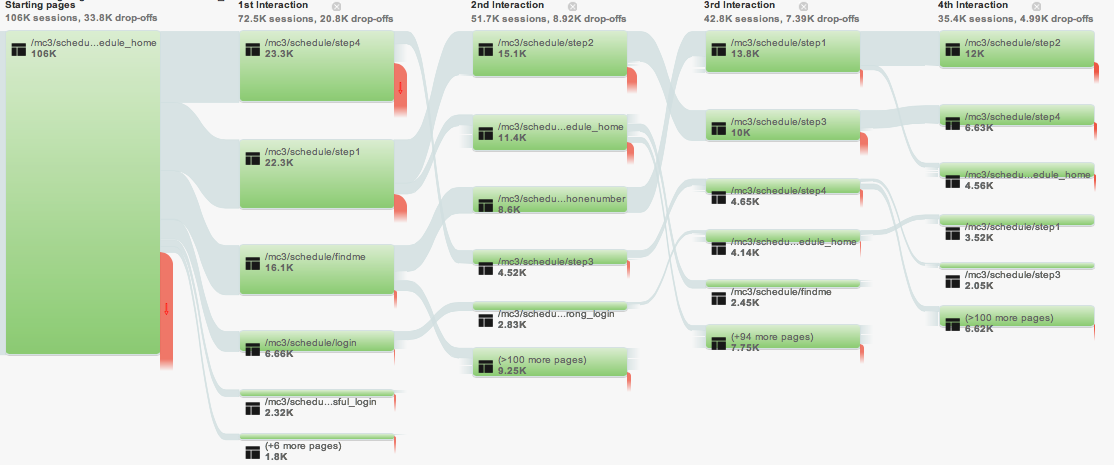 Starting pages
106K sessions, 33.8K drop-offs
/mc3/schedu...edule_home
106K
1st Interaction
72.5K sessions, 20.8K drop-offs
/mc3/schedule/step4
23.3K
/mc3/schedule/step1
22.3K
/mc3/schedule/findme
16.1K
/mc3/schedule/login
6.66K
/mc3/schedu...sful_login
2.32K
(+6 more pages)
1.8K
2nd Interaction
51.7K sessions, 8.92K drop-offs
/mc3/schedule/step2
15.1K
/mc3/schedu...edule_home
11.4K
/mc3/schedu...honenumber
8.6K
/mc3/schedule/step3
4.52K
/mc3/schedu...rong_login
2.83K
(>100 more pages)
9.25K
3rd Interaction
42.8K sessions, 7.39K drop-offs
/mc3/schedule/step1
13.8K
/mc3/schedule/step3
10K
/mc3/schedule/step4
4.65K
/mc3/schedu...edule_home
4.14K
/mc3/schedule/findme
2.45K
(+94 more pages)
7.75K
4th Interaction
35.4K sessions, 4.99K drop-offs
/mc3/schedule/step2
12K
/mc3/schedule/step4
6.63K
/mc3/schedu...edule_home
4.56K
/mc3/schedule/step1
3.52K
/mc3/schedule/step3
2.05K
(>100 more pages)
6.62K